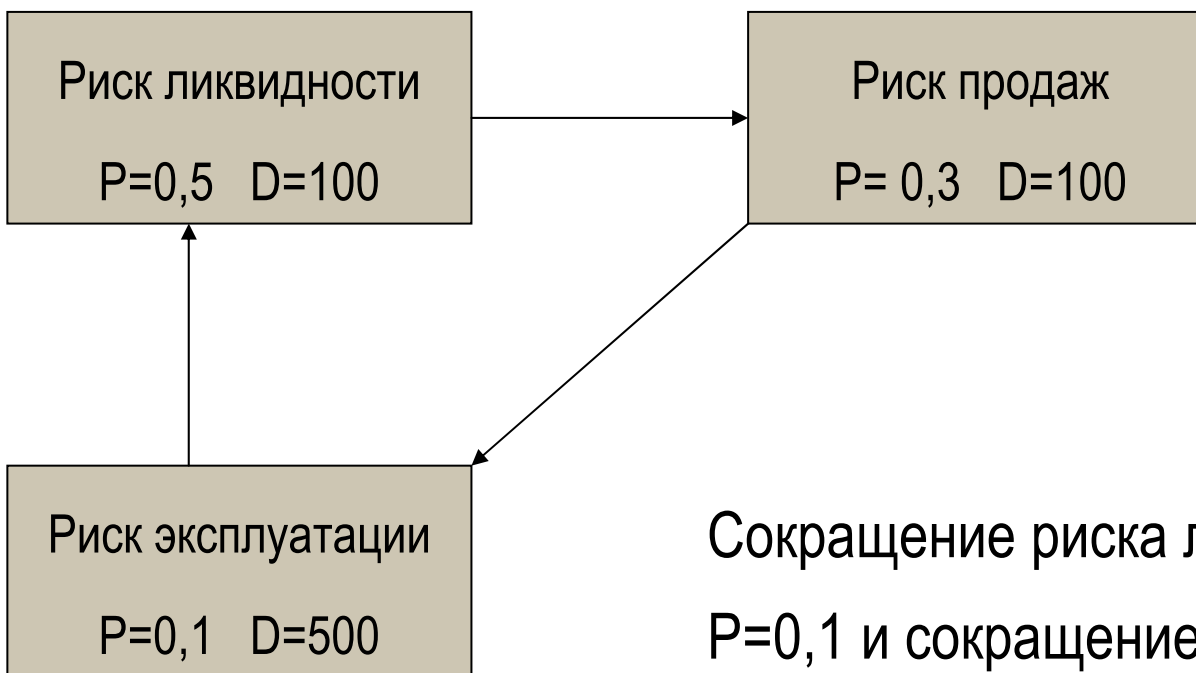 Риск ликвидности
P=0,5 D=100
Риск продаж
P= 0,3 D=100
Риск эксплуатации
P=0,1 D=500
Сокращение риска
P=0,1 и сокращение